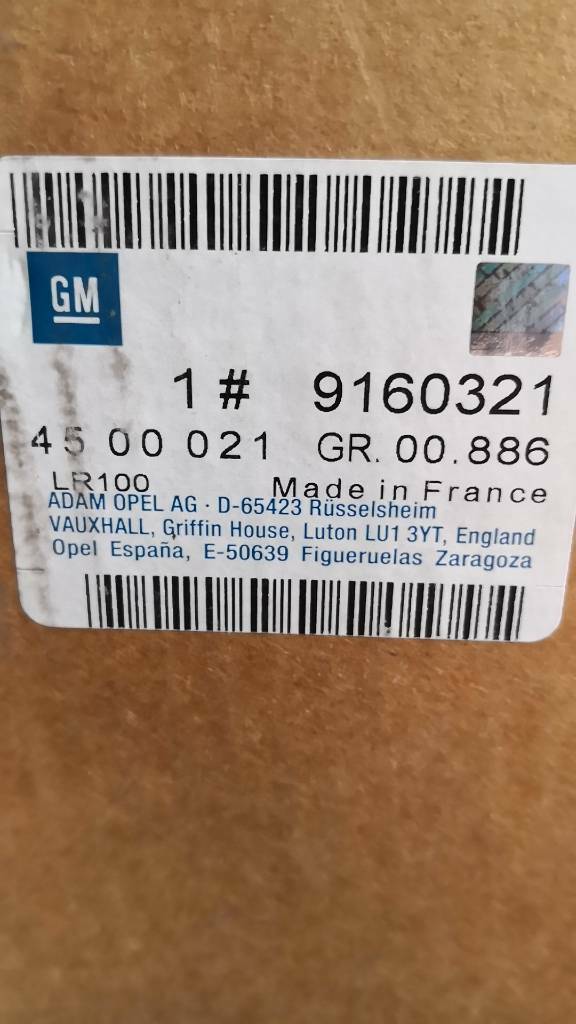 GM
1 # 9160321
45 00 021 GR. 00.886
LR100 Made in France
ADAM OPEL AG · D-65423 Rüsselsheim
VAUXHALL, Griffin House, Luton LU1 3YT, England
Opel España, E-50639 Figueruelas Zaragoza